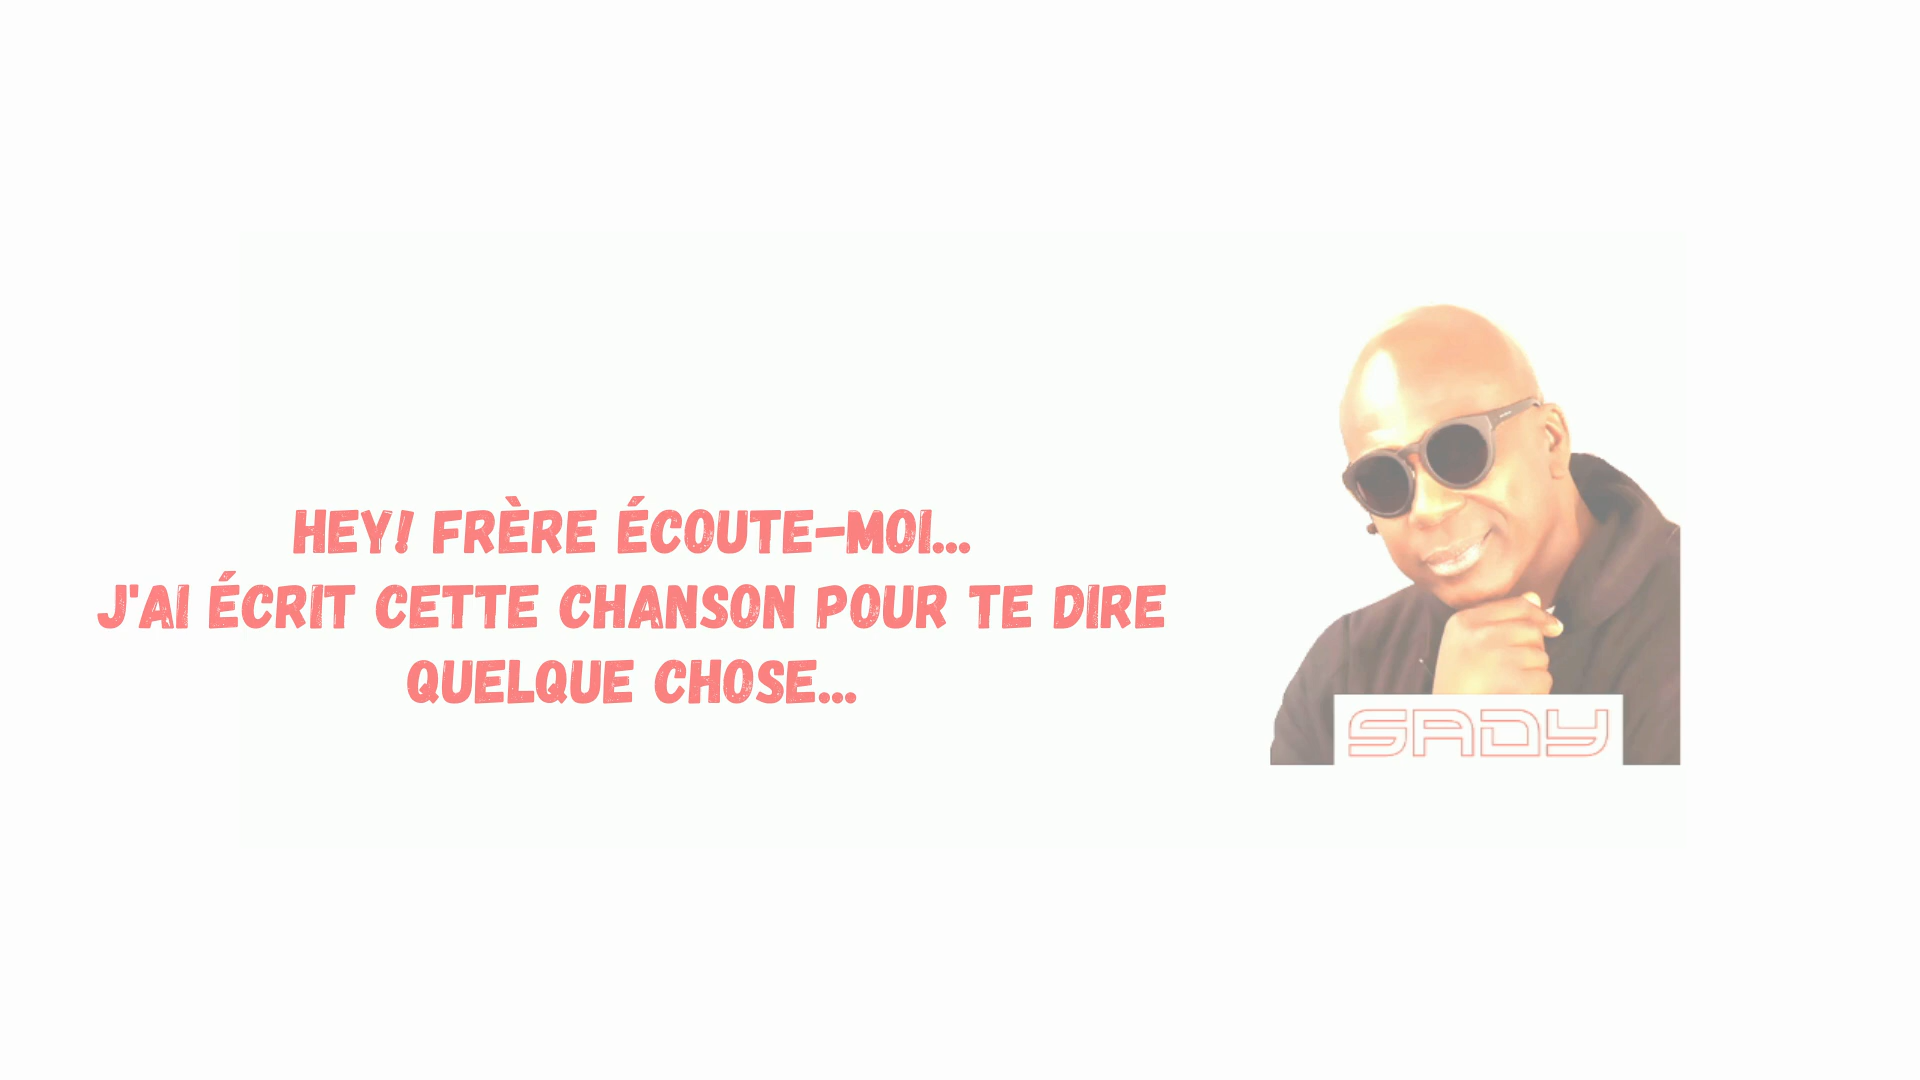 HEY! FRÈRE ÉCOUTE-MOI...
J'AI ÉCRIT CETTE CHANSON POUR TE DIRE
QUELQUE CHOSE...
SADY